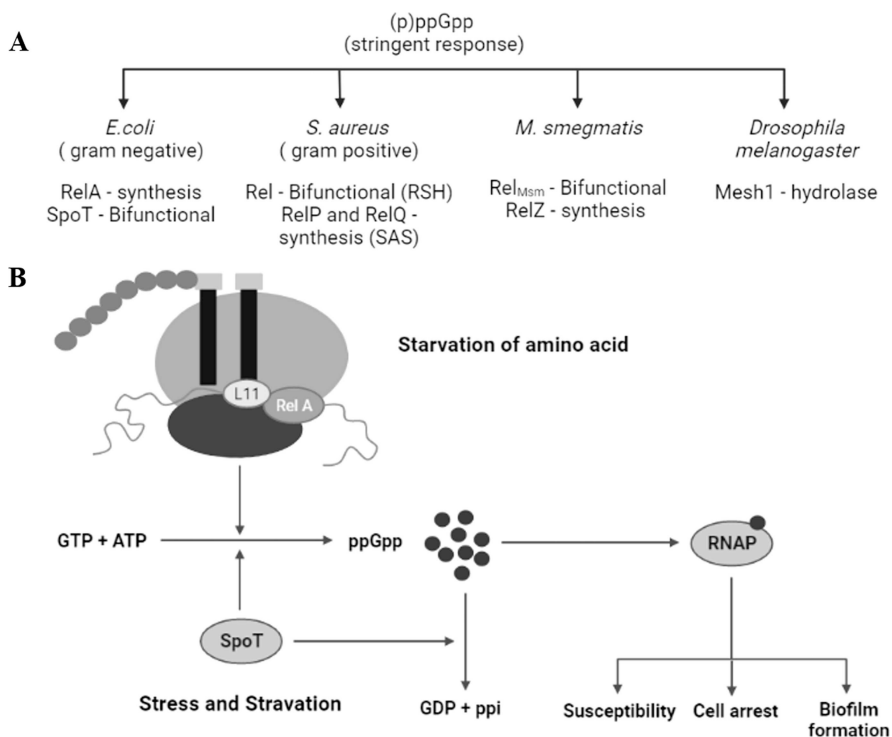 A
(p)ppGpp
(stringent response)
E.coli
( gram negative)
RelA - synthesis
SpoT - Bifunctional
S. aureus
( gram positive)
Rel - Bifunctional (RSH)
RelP and RelQ -
synthesis (SAS)
M. smegmatis
RelMsm - Bifunctional
RelZ - synthesis
Drosophila
melanogaster
Mesh1 - hydrolase
B
Starvation of amino acid
L11
Rel A
GTP + ATP
ppGpp
RNAP
SpoT
Stress and Stravation
GDP + ppi
Susceptibility
Cell arrest
Biofilm
formation